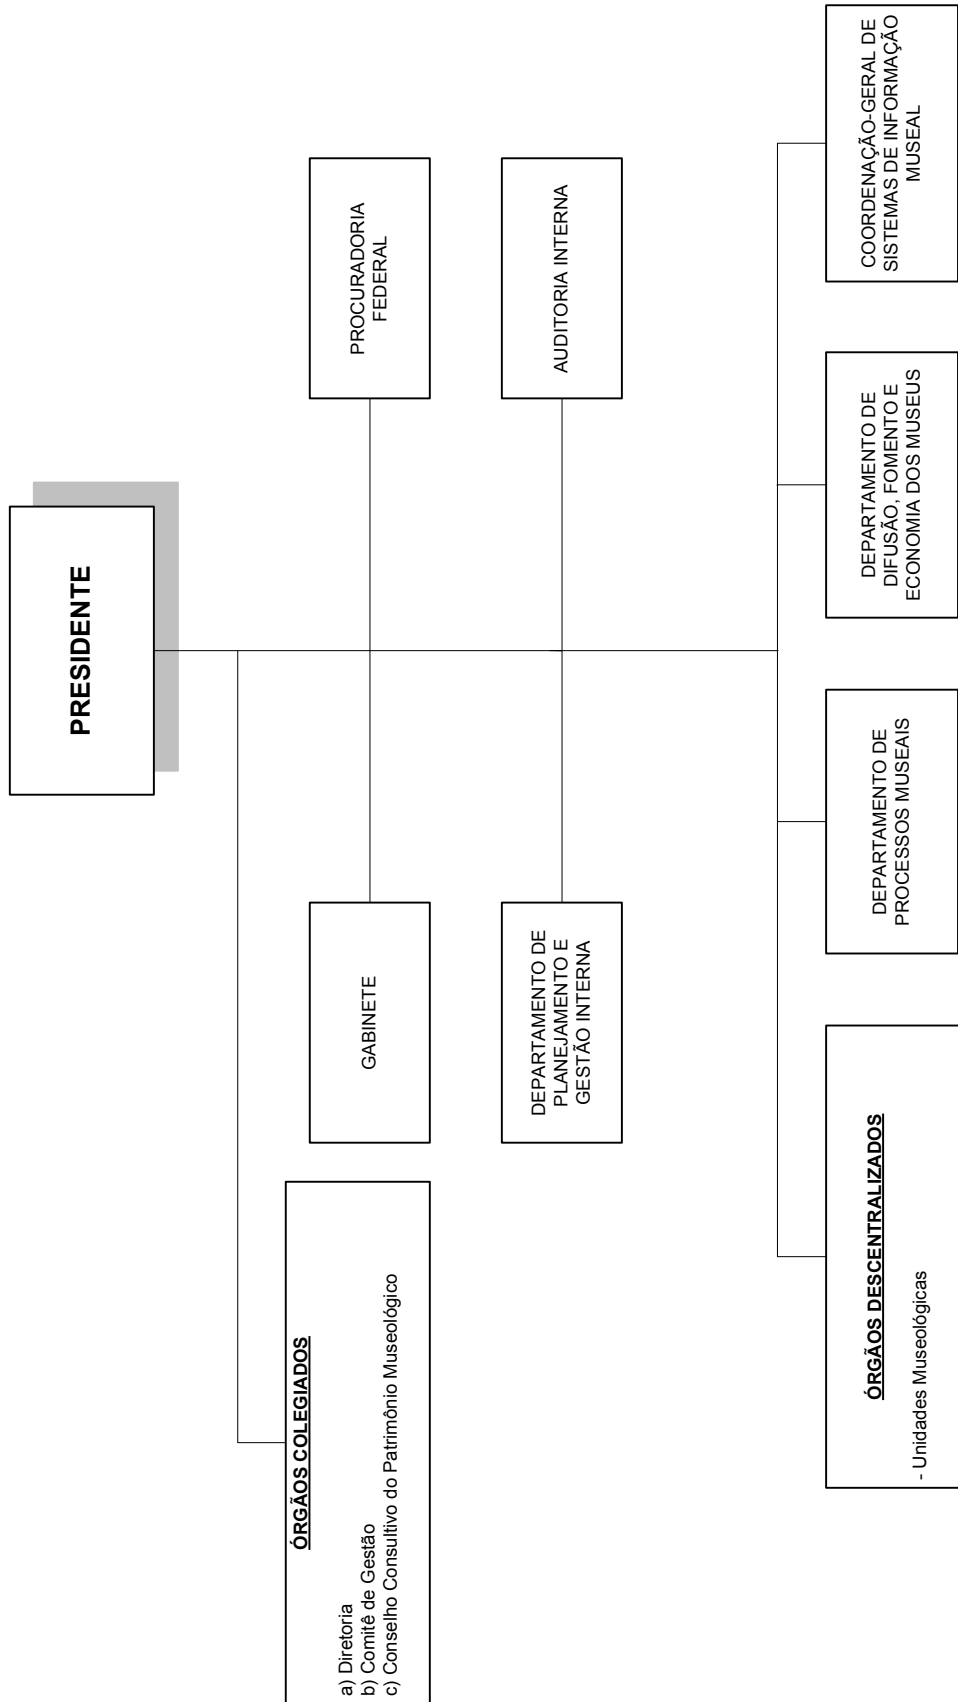 PRESIDENTE
ÓRGÃOS COLEGIADOS
a) Diretoria
b) Comitê de Gestão
c) Conselho Consultivo do Patrimônio Museológico
GABINETE
PROCURADORIA
FEDERAL
DEPARTAMENTO DE
PLANEJAMENTO E
GESTÃO INTERNA
AUDITORIA INTERNA
ÓRGÃOS DESCENTRALIZADOS
- Unidades Museológicas
DEPARTAMENTO DE
PROCESSOS MUSEAIS
DEPARTAMENTO DE
DIFUSÃO, FOMENTO E
ECONOMIA DOS MUSEUS
COORDENAÇÃO-GERAL DE
SISTEMAS DE INFORMAÇÃO
MUSEAL